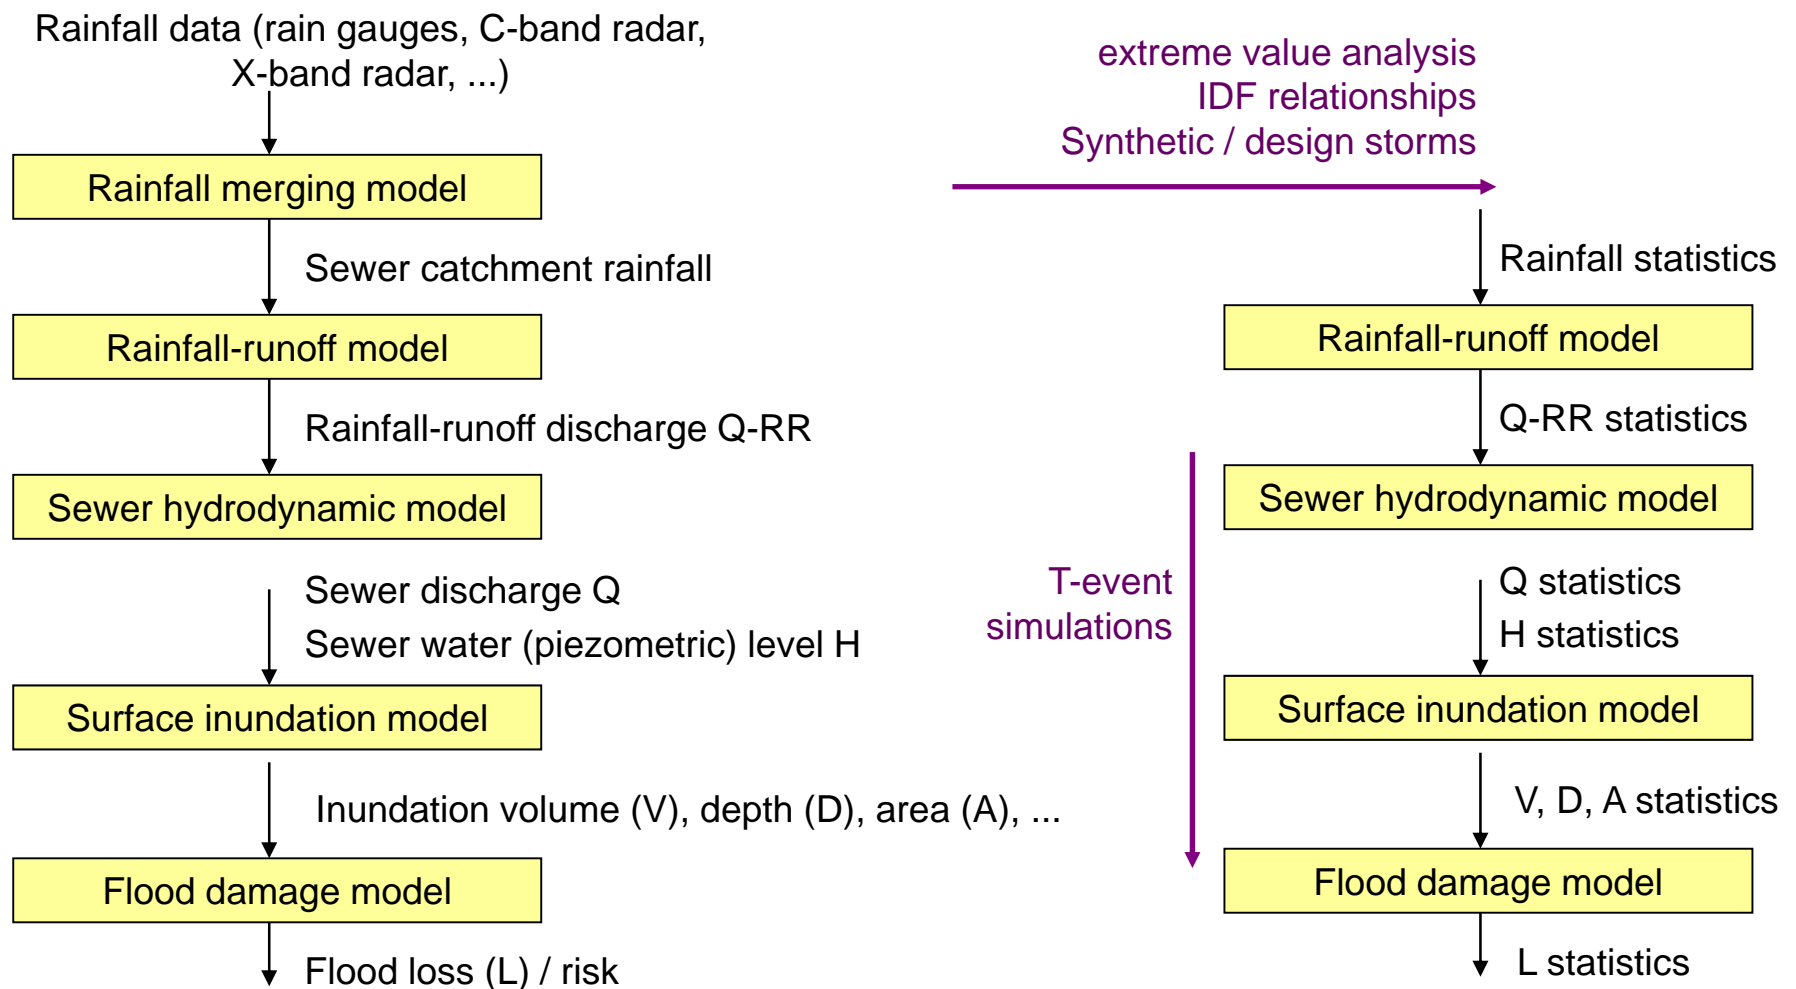 Rainfall data (rain gauges, C-band radar,
X-band radar, ...)
Rainfall merging model
Sewer catchment rainfall
Rainfall-runoff model
Rainfall-runoff discharge Q-RR
Sewer hydrodynamic model
Sewer discharge Q
Sewer water (piezometric) level H
Surface inundation model
Inundation volume (V), depth (D), area (A), ...
Flood damage model
Flood loss (L) / risk
extreme value analysis
IDF relationships
Synthetic / design storms
Rainfall statistics
Rainfall-runoff model
Q-RR statistics
Sewer hydrodynamic model
T-event
simulations
Q statistics
H statistics
Surface inundation model
V, D, A statistics
Flood damage model
L statistics